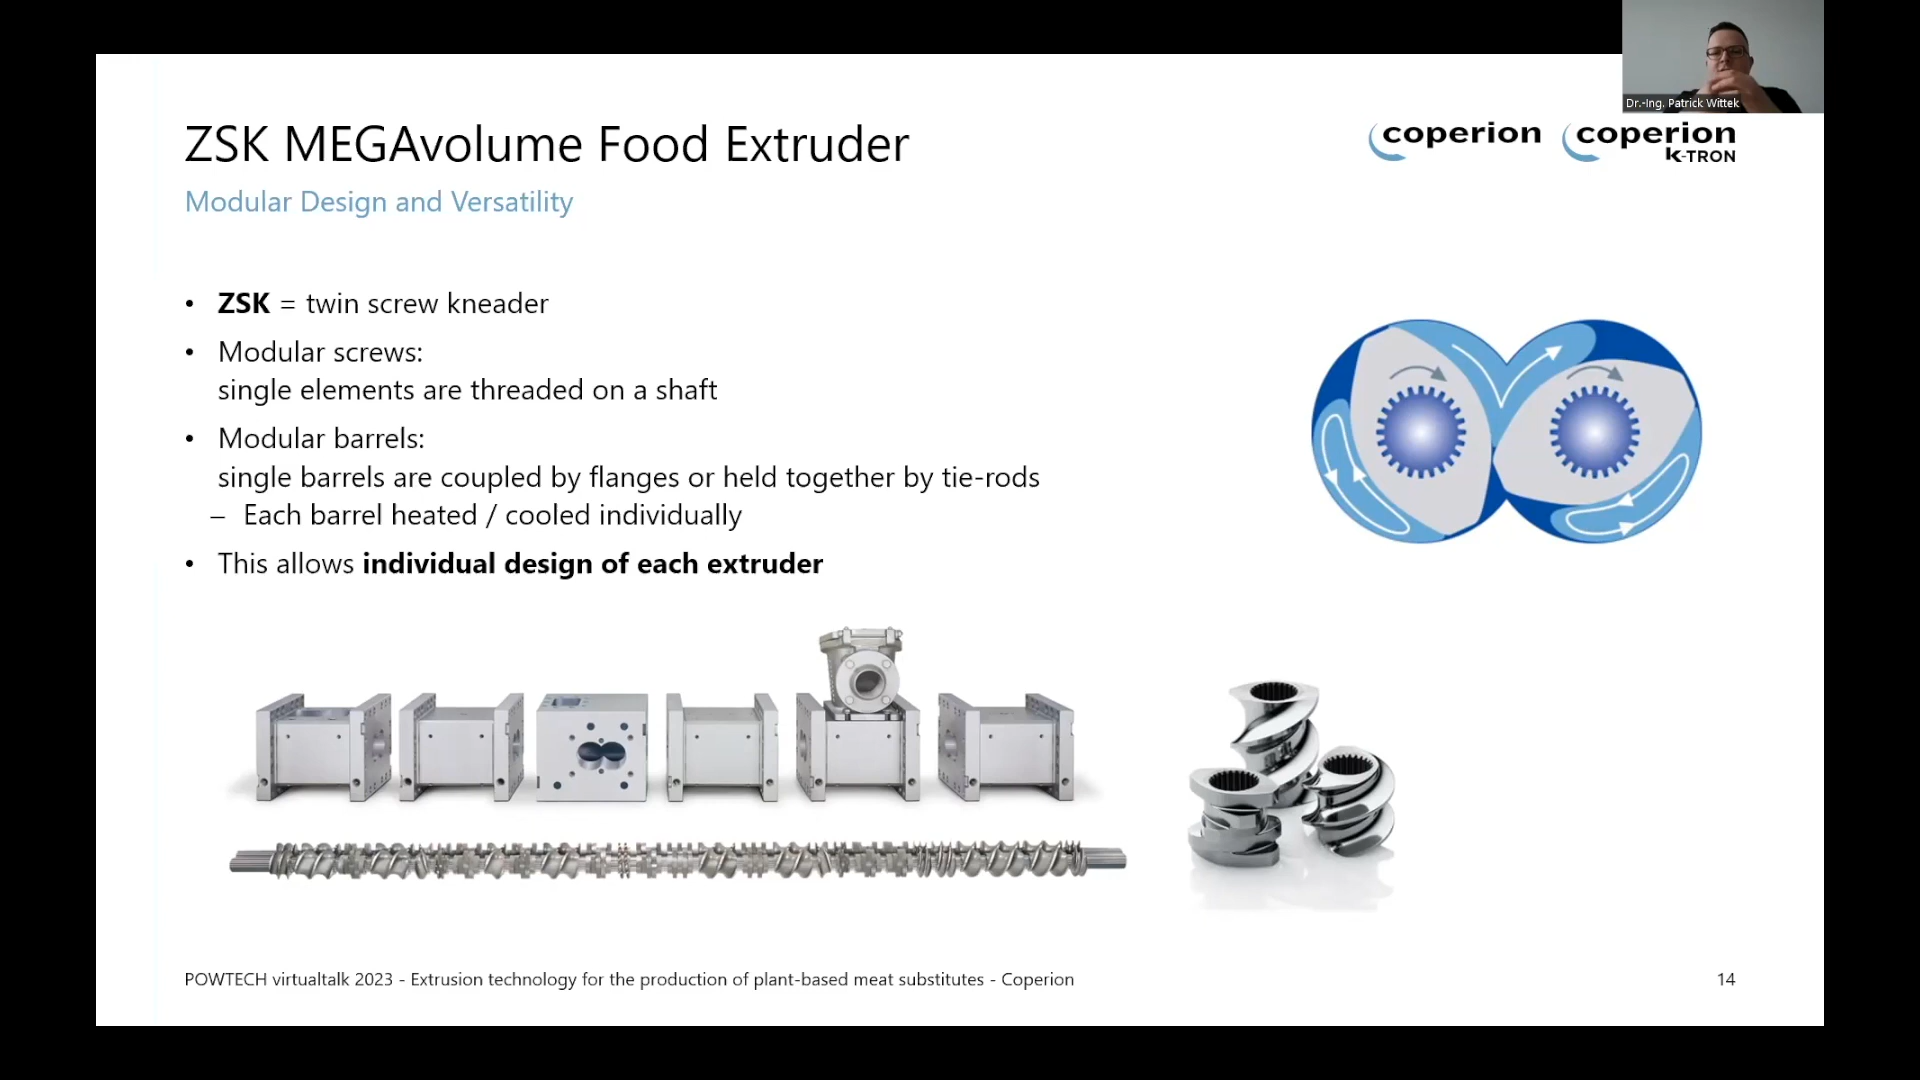 Dr.-Ing. Patrick Wittek
ZSK MEGAvolume Food Extruder
coperion
coperion
K-TRON
Modular Design and Versatility
• ZSK = twin screw kneader
• Modular screws:
single elements are threaded on a shaft
• Modular barrels:
single barrels are coupled by flanges or held together by tie-rods
– Each barrel heated / cooled individually
• This allows individual design of each extruder
POWTECH virtualtalk 2023 - Extrusion technology for the production of plant-based meat substitutes - Coperion
14